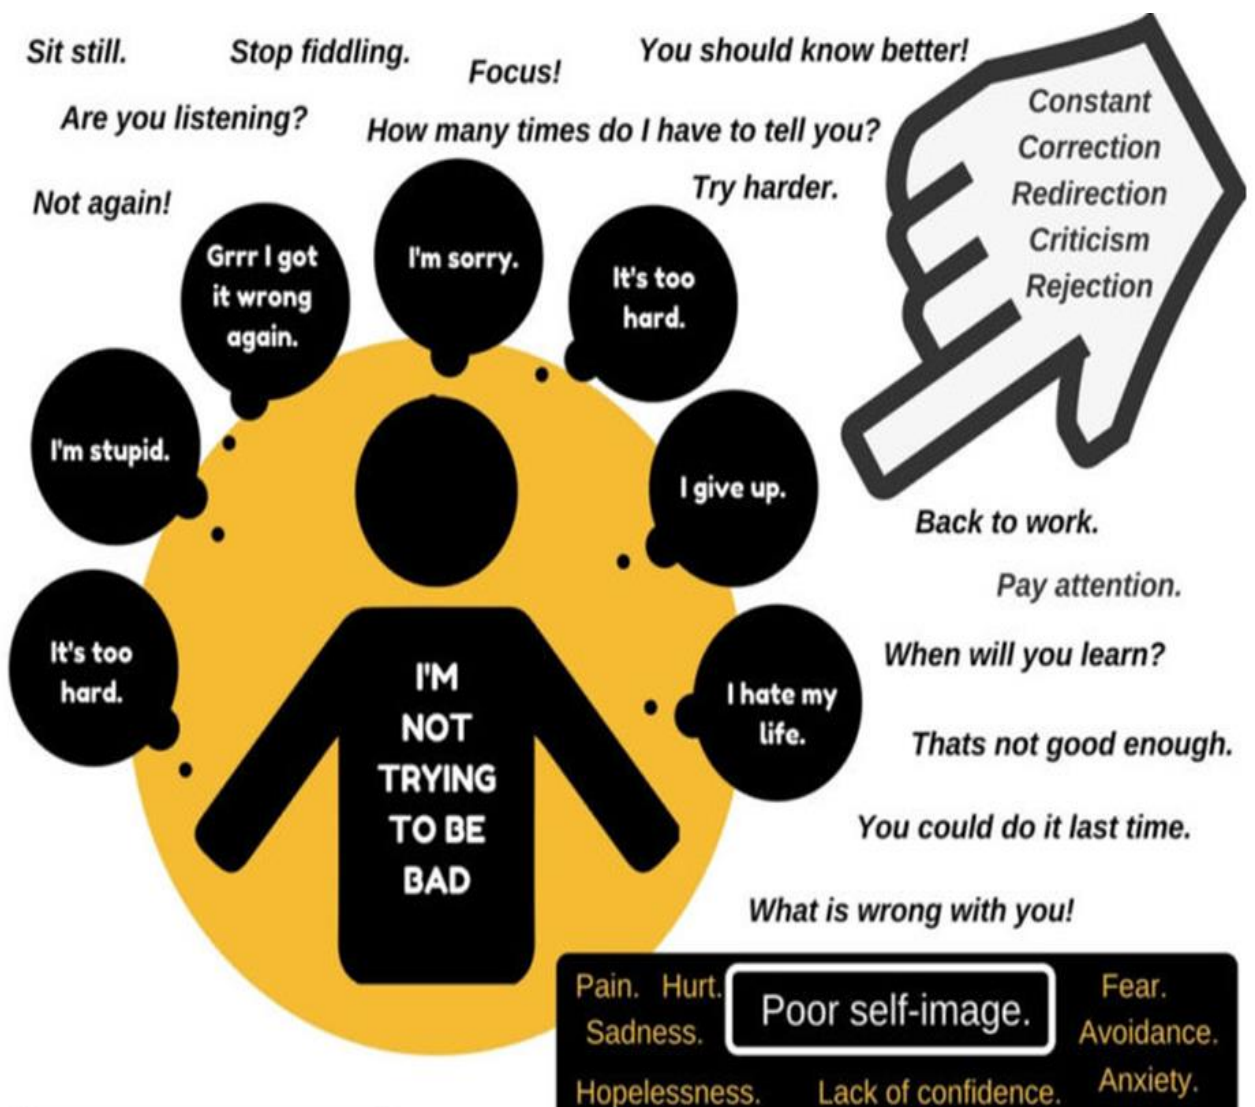 Sit still.
Stop fiddling.
Focus!
You should know better!
Are you listening?
How many times do I have to tell you?
Not again!
Try harder.
Constant
Correction
Redirection
Criticism
Rejection
Grrr I got
it wrong
again.
I'm sorry.
It's too
hard.
I'm stupid.
I give up.
It's too
hard.
I hate my
life.
I'M
NOT
TRYING
TO BE
BAD
Back to work.
Pay attention.
When will you learn?
Thats not good enough.
You could do it last time.
What is wrong with you!
Pain. Hurt.
Sadness.
Poor self-image.
Fear.
Avoidance.
Anxiety.
Hopelessness.
Lack of confidence.